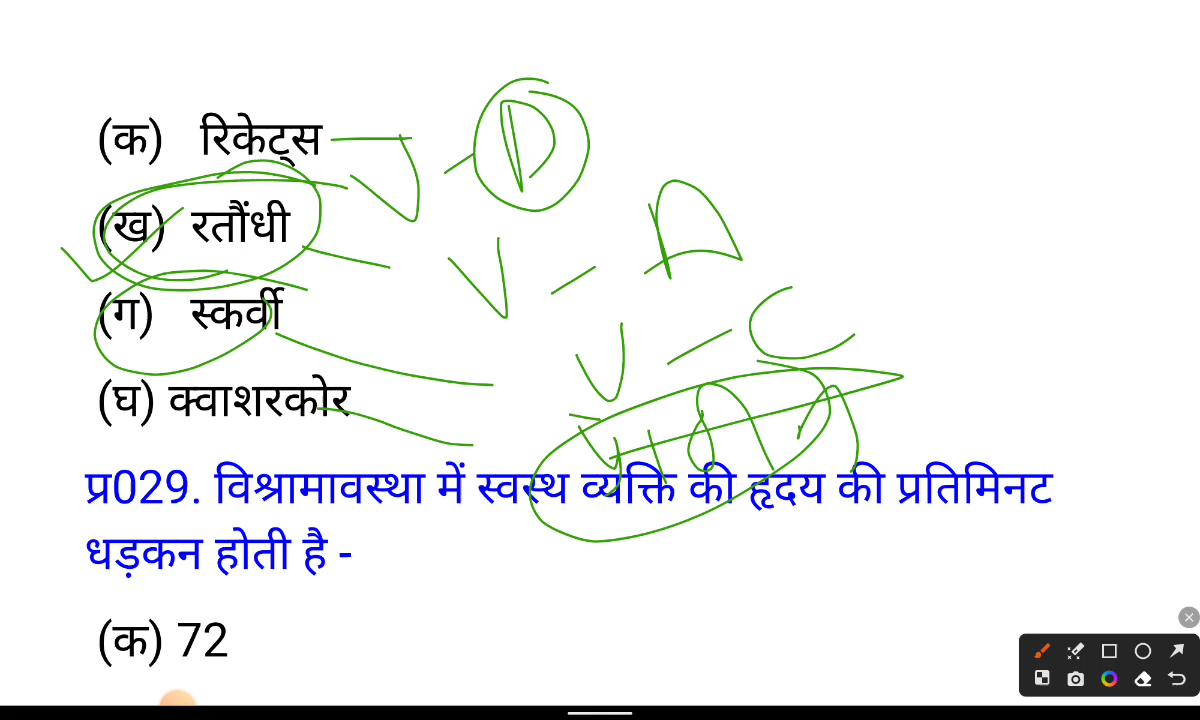 (क) रिकेट्स V - D
(ख) रतौंधी V - A
(ग) स्कर्वी V - C
(घ) क्वाशरकोर
प्र029. विश्रामावस्था में स्वस्थ व्यक्ति की हृदय की प्रतिमिनट
धड़कन होती है -
(क) 72